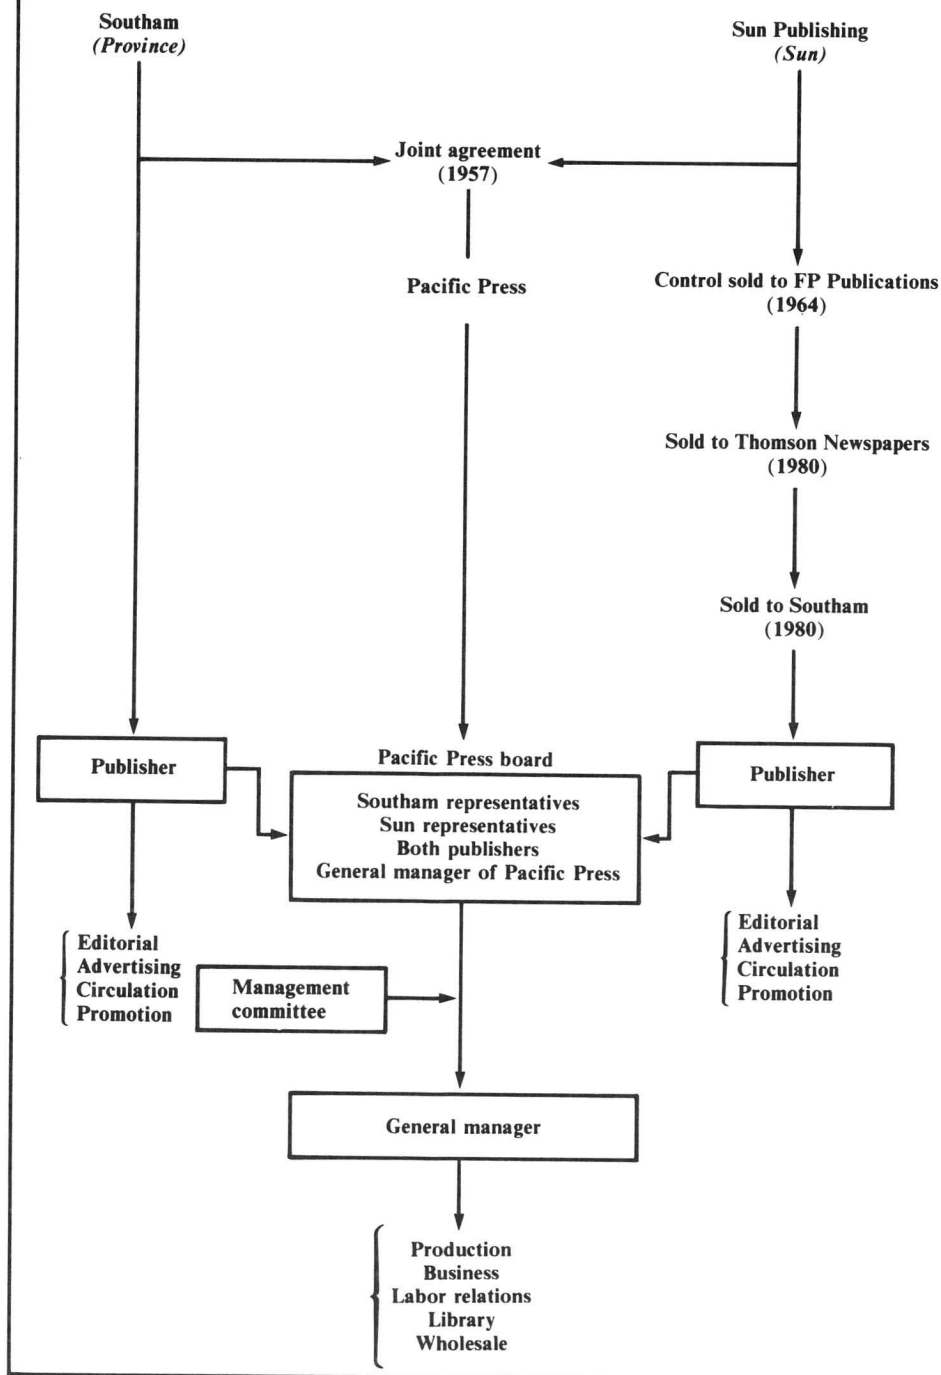 Southam
(Province)
Sun Publishing
(Sun)
Joint agreement
(1957)
Pacific Press
Control sold to FP Publications
(1964)
Sold to Thomson Newspapers
(1980)
Sold to Southam
(1980)
Publisher
Pacific Press board
Southam representatives
Sun representatives
Both publishers
General manager of Pacific Press
Publisher
Editorial
Advertising
Circulation
Promotion
Management
committee
Editorial
Advertising
Circulation
Promotion
General manager
Production
Business
Labor relations
Library
Wholesale